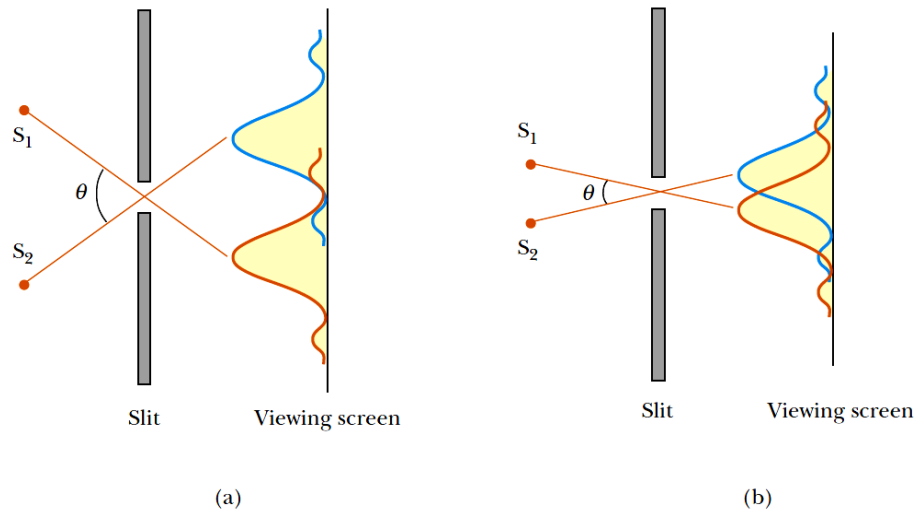 S₁
θ
S₂
Slit
Viewing screen
(a)
S₁
θ
S₂
Slit
Viewing screen
(b)